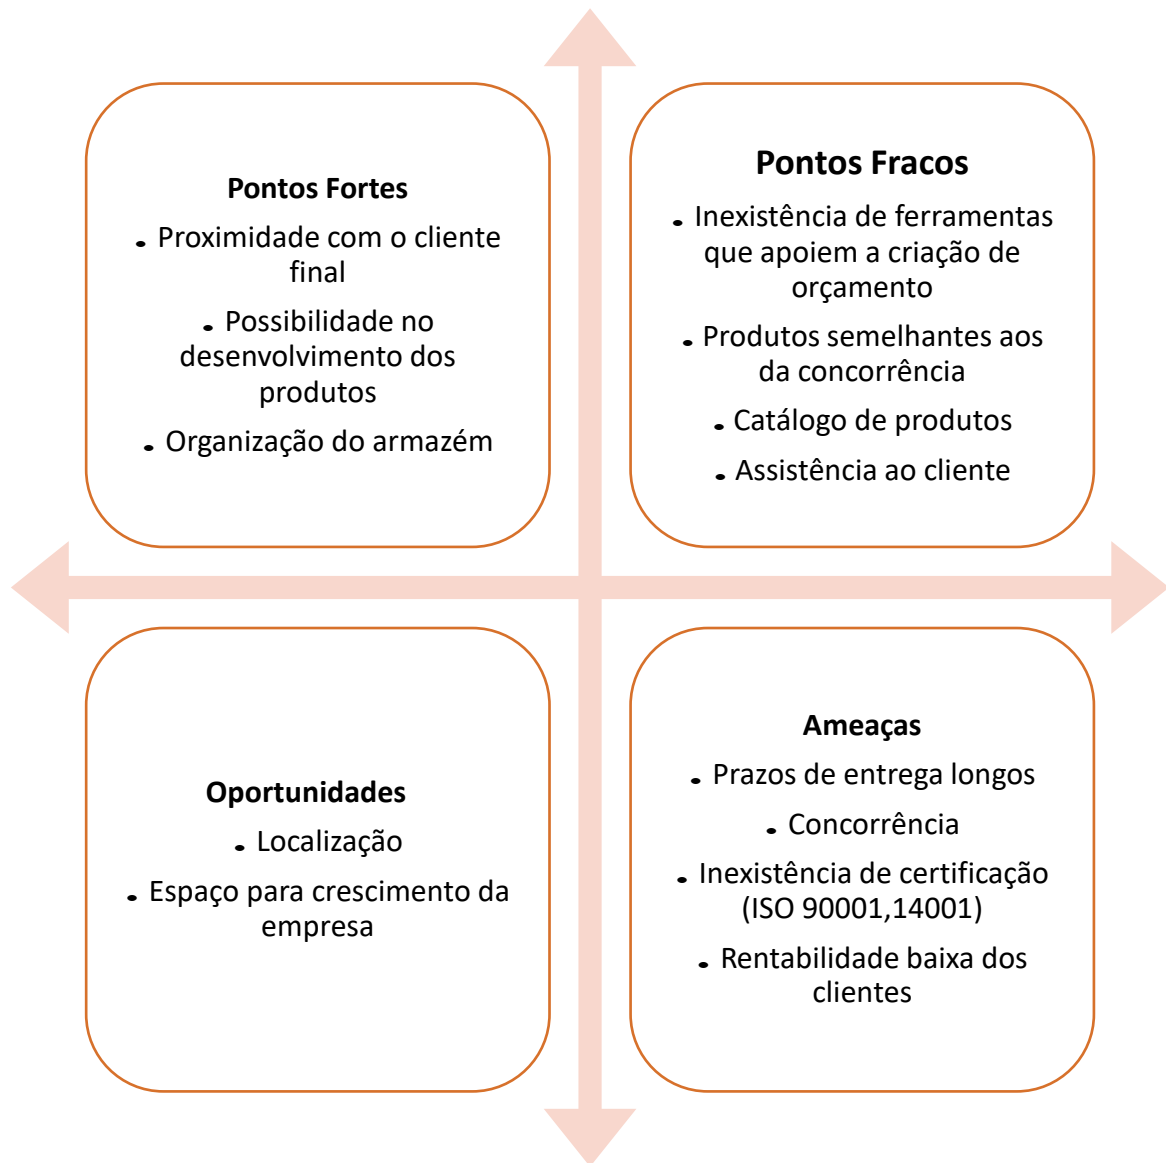 Pontos Fortes
• Proximidade com o cliente
final
• Possibilidade no
desenvolvimento dos
produtos
• Organização do armazém
Pontos Fracos
• Inexistência de ferramentas
que apoiem a criação de
orçamento
• Produtos semelhantes aos
da concorrência
• Catálogo de produtos
• Assistência ao cliente
Oportunidades
• Localização
• Espaço para crescimento da
empresa
Ameaças
• Prazos de entrega longos
• Concorrência
• Inexistência de certificação
(ISO 90001,14001)
• Rentabilidade baixa dos
clientes